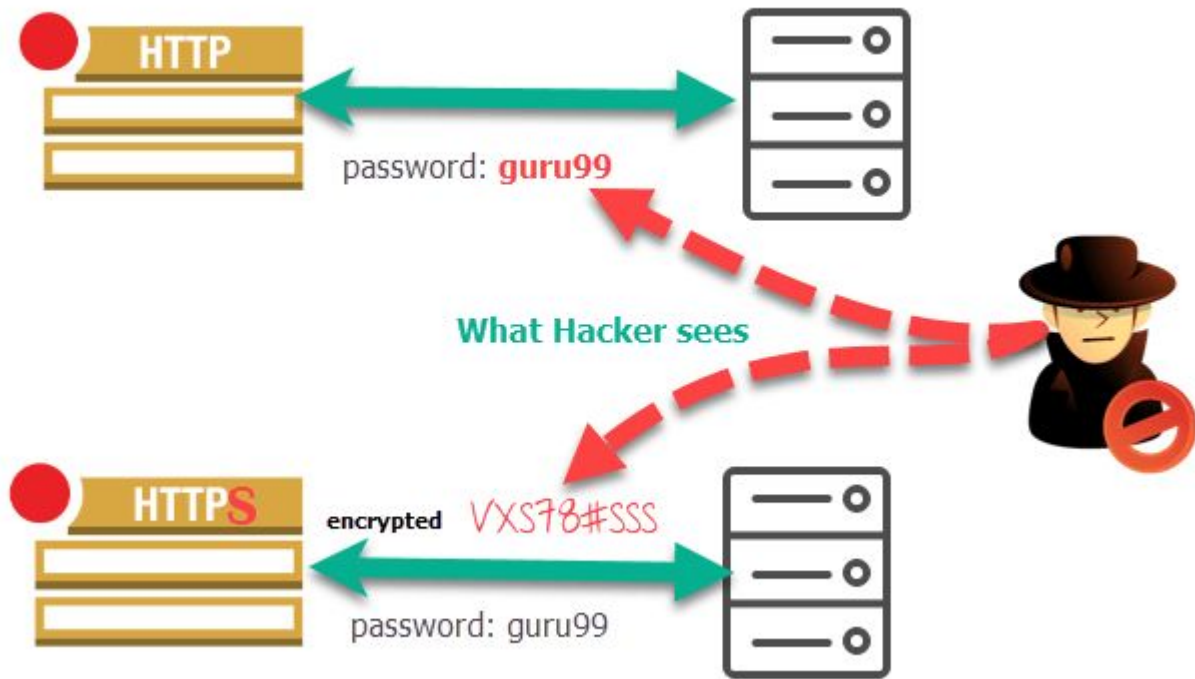 HTTP
password: guru99
What Hacker sees
HTTPS
encrypted VXS78#SSS
password: guru99